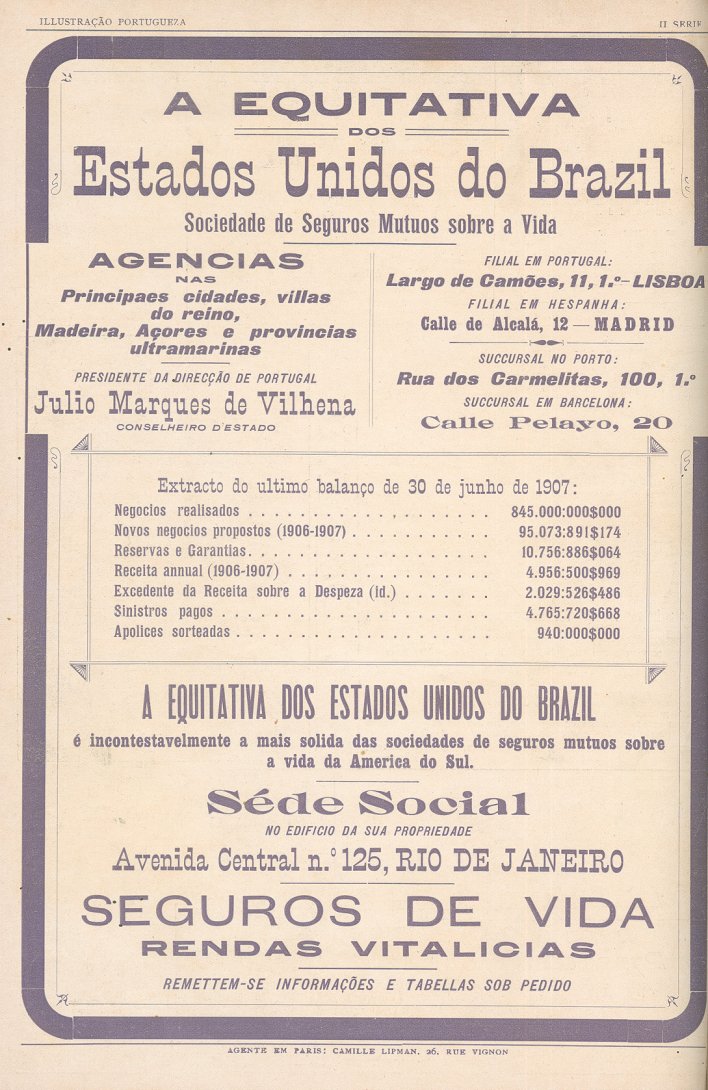 ILLUSTRAÇÃO PORTUGUEZA
II SERIE
A EQUITATIVA
DOS
Estados Unidos do Brazil
Sociedade de Seguros Mutuos sobre a Vida
AGENCIAS
NAS
Principaes cidades, villas
do reino,
Madeira, Açores e provincias
ultramarinas
PRESIDENTE DA DIRECÇÃO DE PORTUGAL
Julio Marques de Vilhena
CONSELHEIRO D'ESTADO
FILIAL EM PORTUGAL:
Largo de Camões, 11, 1.º—LISBOA
FILIAL EM HESPANHA:
Calle de Alcalá, 12 — MADRID
SUCCURSAL NO PORTO:
Rua dos Carmelitas, 100, 1.º
SUCCURSAL EM BARCELONA:
Calle Pelayo, 20
Extracto do ultimo balanço de 30 de junho de 1907:
Negocios realisados . . . . . . . . . . . . . . . . . . . . 845.000:000$000
Novos negocios propostos (1906-1907) . . . . . . . . . . . 95.073:891$174
Reservas e Garantias. . . . . . . . . . . . . . . . . . . 10.756:886$064
Receita annual (1906-1907) . . . . . . . . . . . . . . . . 4.956:500$969
Excedente da Receita sobre a Despeza (id.) . . . . . . . 2.029:526$486
Sinistros pagos . . . . . . . . . . . . . . . . . . . . . 4.765:720$668
Apolices sorteadas . . . . . . . . . . . . . . . . . . . . 940:000$000
A EQUITATIVA DOS ESTADOS UNIDOS DO BRAZIL
é incontestavelmente a mais solida das sociedades de seguros mutuos sobre
a vida da America do Sul.
Séde Social
NO EDIFICIO DA SUA PROPRIEDADE
Avenida Central n.º 125, RIO DE JANEIRO
SEGUROS DE VIDA
RENDAS VITALICIAS
REMETTEM-SE INFORMAÇÕES E TABELLAS SOB PEDIDO
AGENTE EM PARIS: CAMILLE LIPMAN, 26, RUE VIGNON